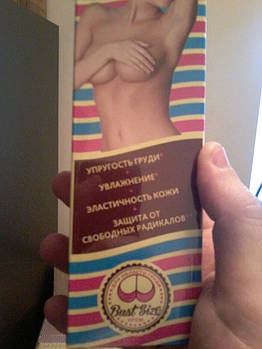 УПРУГОСТЬ ГРУДИ*
УВЛАЖНЕНИЕ*
ЭЛАСТИЧНОСТЬ КОЖИ
ЗАЩИТА ОТ
СВОБОДНЫХ РАДИКАЛОВ*
Bust Size